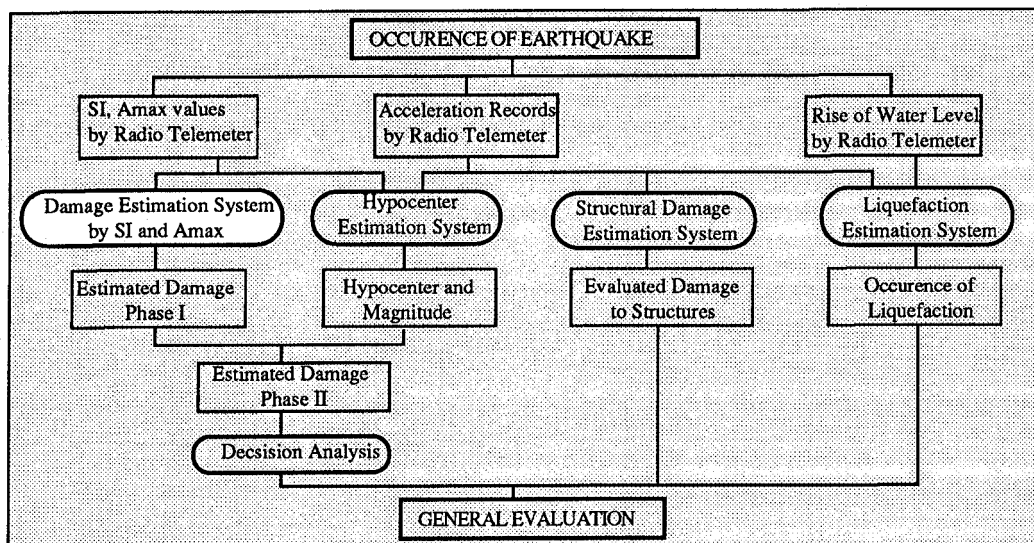 OCCURENCE OF EARTHQUAKE
SI, Amax values
by Radio Telemeter
Acceleration Records
by Radio Telemeter
Rise of Water Level
by Radio Telemeter
Damage Estimation System
by SI and Amax
Hypocenter
Estimation System
Structural Damage
Estimation System
Liquefaction
Estimation System
Estimated Damage
Phase I
Hypocenter and
Magnitude
Evaluated Damage
to Structures
Occurence of
Liquefaction
Estimated Damage
Phase II
Decsision Analysis
GENERAL EVALUATION